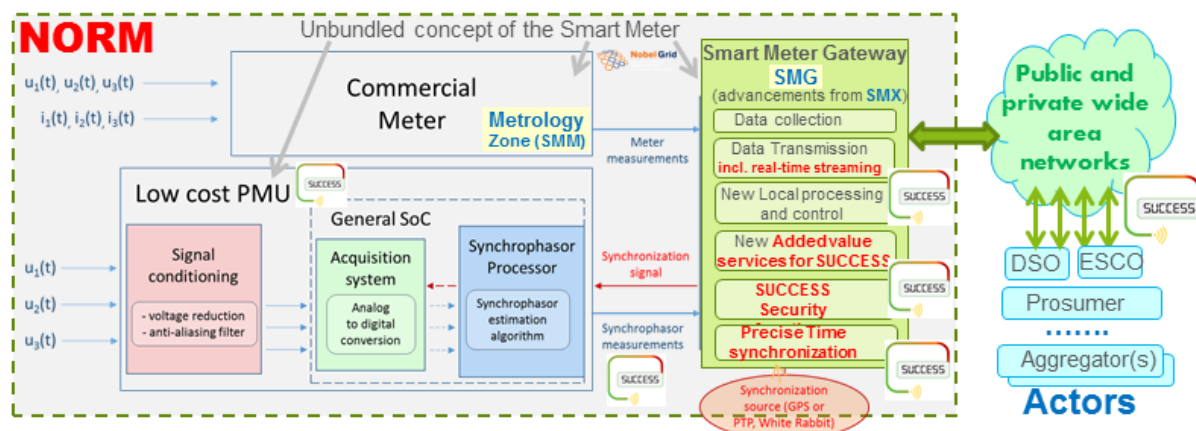 NORM
Unbundled concept of the Smart Meter
u₁(t), u₂(t), u₃(t)
i₁(t), i₂(t), i₃(t)
Commercial
Meter
Metrology
Zone (SMM)
Nobel Grid
Meter
measurements
Smart Meter Gateway
SMG
(advancements from SMX)
Data collection
Data Transmission
incl. real-time streaming
New Local processing
and control
New Added value
services for SUCCESS
SUCCESS
Security
Precise Time
synchronization
SUCCESS
SUCCESS
SUCCESS
Low cost PMU
SUCCESS
General SoC
u₁(t)
u₂(t)
u₃(t)
Signal
conditioning
- voltage reduction
- anti-aliasing filter
Acquisition
system
Analog
to digital
conversion
Synchrophasor
Processor
Synchrophasor
estimation
algorithm
Synchronization
signal
Synchrophasor
measurements
SUCCESS
Synchronization
source (GPS or
PTP, White Rabbit)
Public and
private wide
area
networks
SUCCESS
DSO
ESCO
Prosumer
.......
Aggregator(s)
Actors